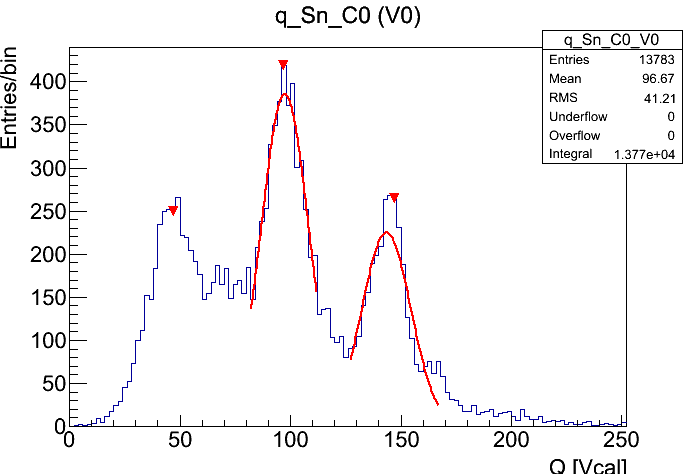 q_Sn_C0 (V0)
q_Sn_C0_V0
Entries 13783
Mean 96.67
RMS 41.21
Underflow 0
Overflow 0
Integral 1.377e+04
Entries/bin
400
350
300
250
200
150
100
50
0
0 50 100 150 200 250
Q [Vcal]